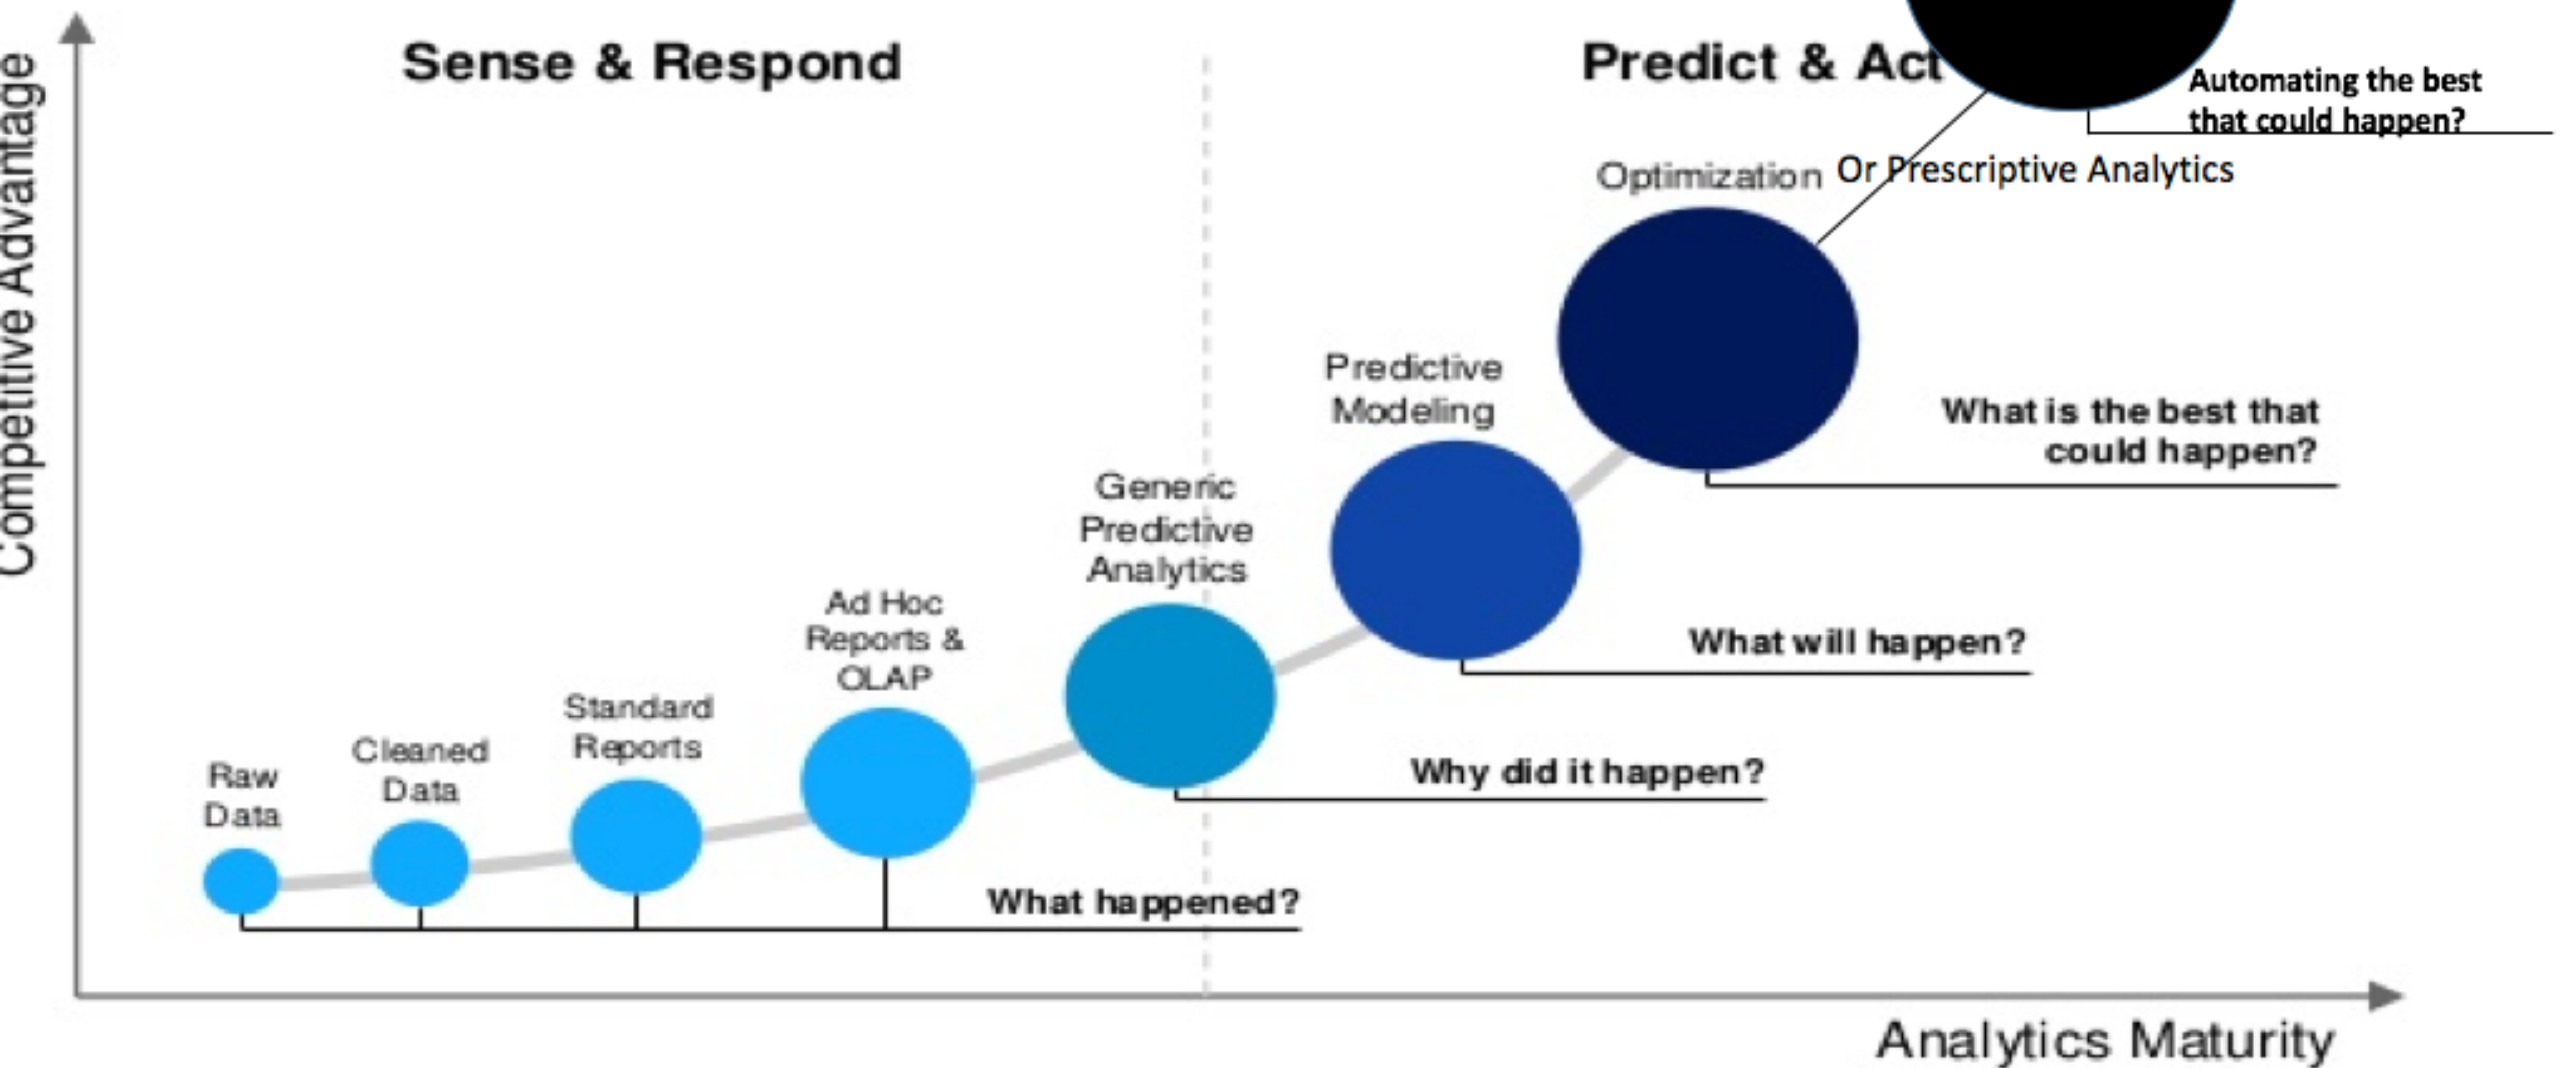 Competitive Advantage
Sense & Respond
Predict & Act
Automating the best
that could happen?
Optimization Or Prescriptive Analytics
What is the best that
could happen?
Predictive
Modeling
What will happen?
Generic
Predictive
Analytics
Why did it happen?
Ad Hoc
Reports &
OLAP
Standard
Reports
Cleaned
Data
Raw
Data
What happened?
Analytics Maturity